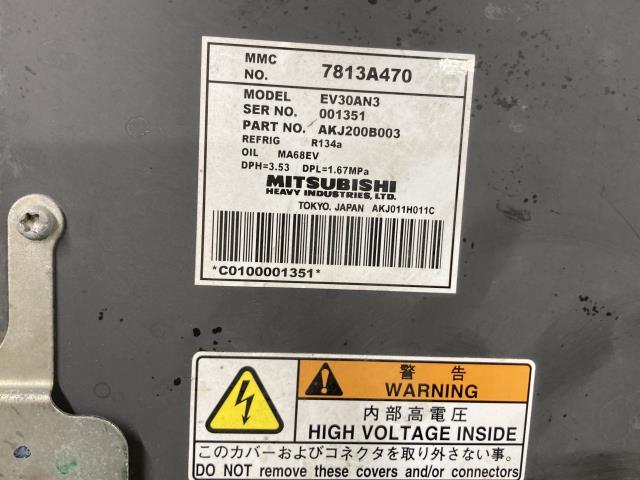 MMC NO. 7813A470
MODEL EV30AN3
SER NO. 001351
PART NO. AKJ200B003
REFRIG R134a
OIL MA68EV
DPH=3.53 DPL=1.67MPa
MITSUBISHI
HEAVY INDUSTRIES, LTD.
TOKYO. JAPAN AKJ011H011C
*C0100001351*
警告
WARNING
内部高電圧
HIGH VOLTAGE INSIDE
このカバーおよびコネクタを取り外さない事。
DO NOT remove these covers and/or connectors